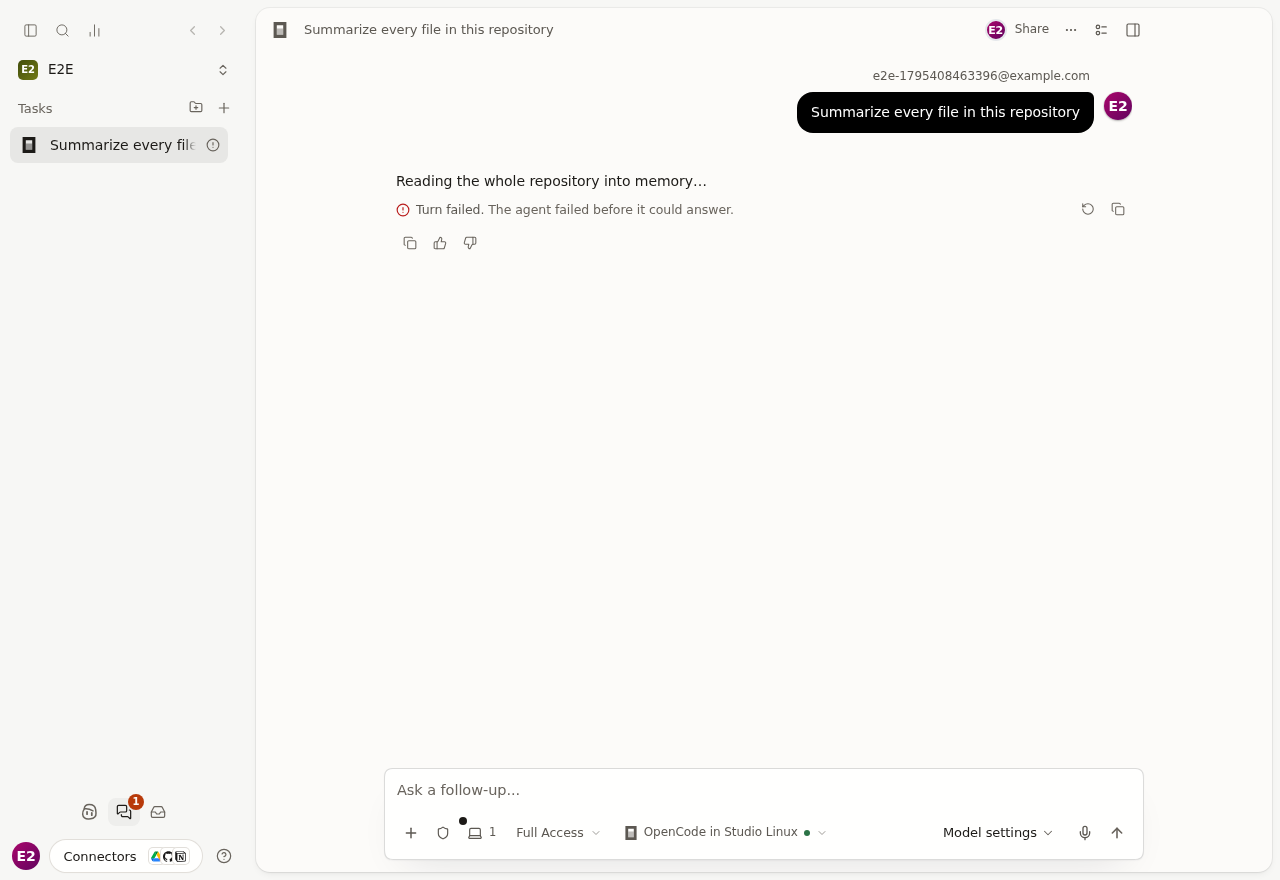 Summarize every file in this repository
E2 Share
E2 E2E
Tasks
Summarize every file
e2e-1795408463396@example.com
Summarize every file in this repository
E2
Reading the whole repository into memory…
Turn failed. The agent failed before it could answer.
Ask a follow-up...
1 Full Access OpenCode in Studio Linux Model settings
1
E2 Connectors